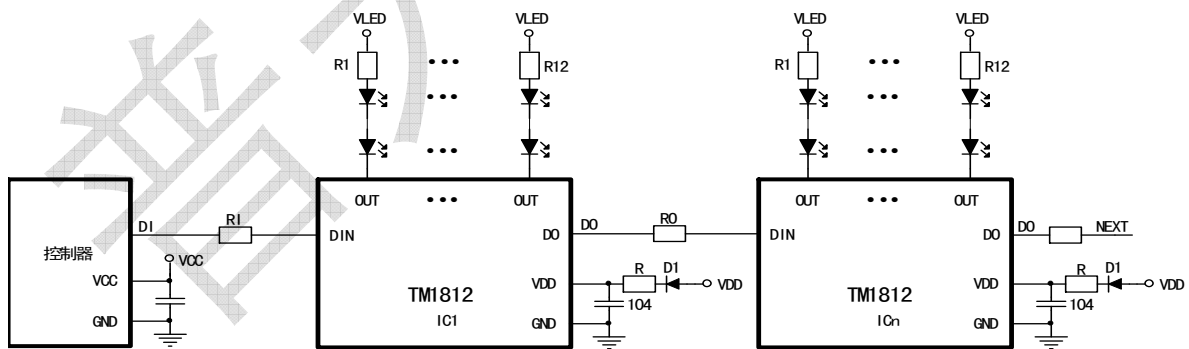 VLED VLED VLED VLED
R1 ••• R12 R1 ••• R12
••• •••
••• •••
OUT ••• OUT OUT ••• OUT
DI RI DIN DO DO RO DIN DO DO NEXT
控制器 VCC
VCC VDD R D1 VDD VDD R D1 VDD
TM1812 TM1812
104 104
GND IC1 GND ICn GND